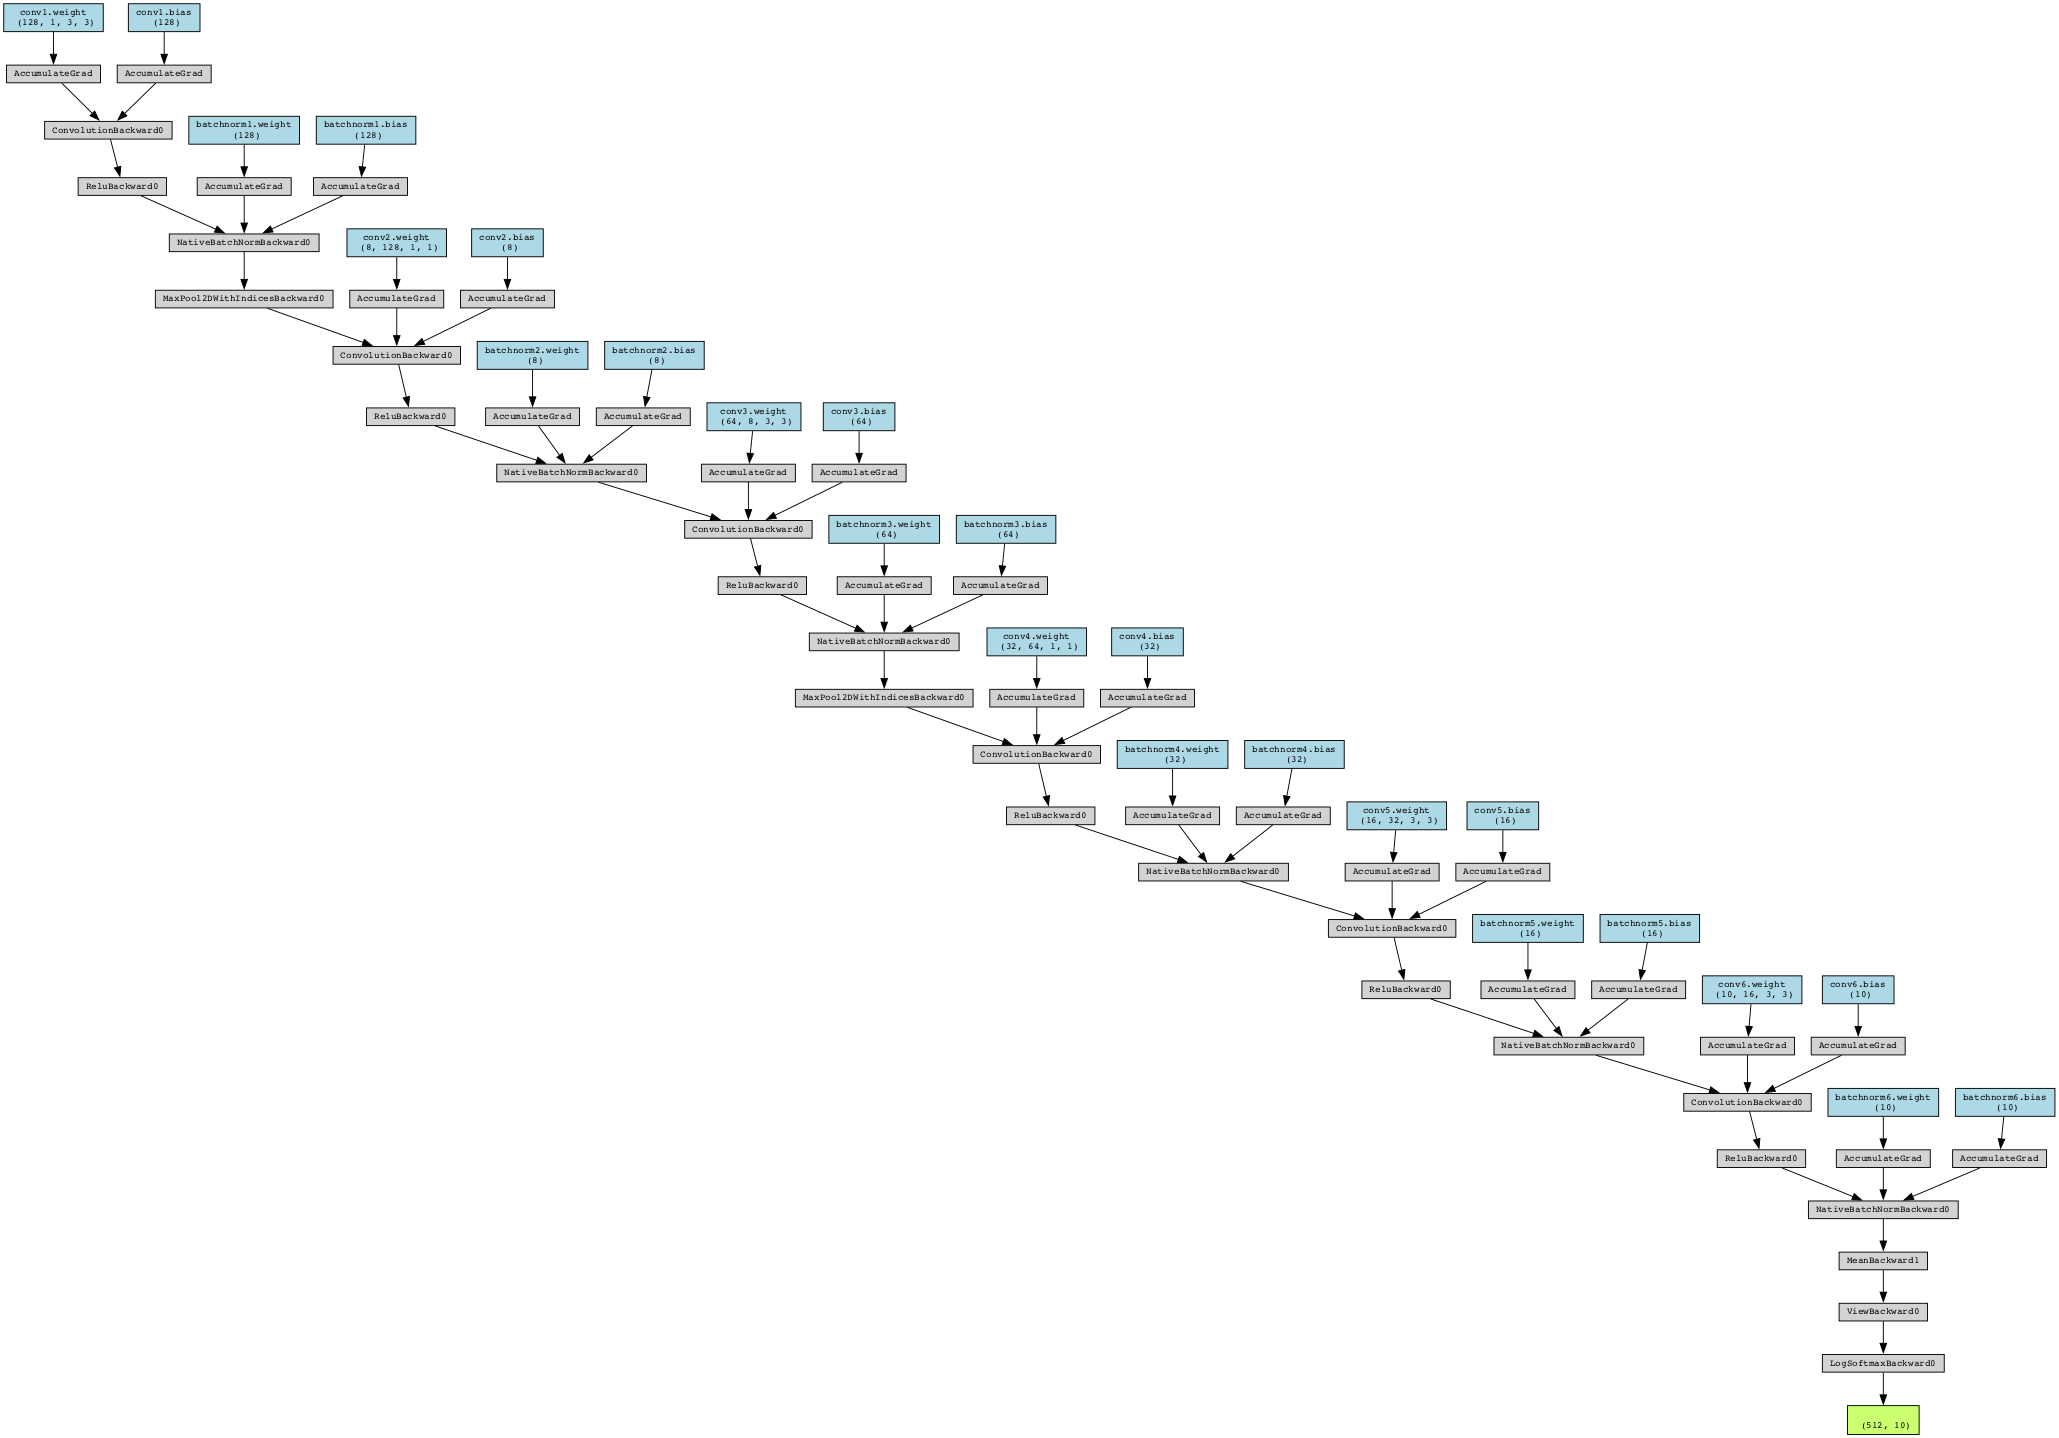 conv1.weight
(128, 1, 3, 3)
conv1.bias
(128)
AccumulateGrad
AccumulateGrad
ConvolutionBackward0
batchnorm1.weight
(128)
batchnorm1.bias
(128)
ReluBackward0
AccumulateGrad
AccumulateGrad
NativeBatchNormBackward0
conv2.weight
(8, 128, 1, 1)
conv2.bias
(8)
MaxPool2DWithIndicesBackward0
AccumulateGrad
AccumulateGrad
ConvolutionBackward0
batchnorm2.weight
(8)
batchnorm2.bias
(8)
ReluBackward0
AccumulateGrad
AccumulateGrad
conv3.weight
(64, 8, 3, 3)
conv3.bias
(64)
NativeBatchNormBackward0
AccumulateGrad
AccumulateGrad
ConvolutionBackward0
batchnorm3.weight
(64)
batchnorm3.bias
(64)
ReluBackward0
AccumulateGrad
AccumulateGrad
NativeBatchNormBackward0
conv4.weight
(32, 64, 1, 1)
conv4.bias
(32)
MaxPool2DWithIndicesBackward0
AccumulateGrad
AccumulateGrad
ConvolutionBackward0
batchnorm4.weight
(32)
batchnorm4.bias
(32)
ReluBackward0
AccumulateGrad
AccumulateGrad
conv5.weight
(16, 32, 3, 3)
conv5.bias
(16)
NativeBatchNormBackward0
AccumulateGrad
AccumulateGrad
ConvolutionBackward0
batchnorm5.weight
(16)
batchnorm5.bias
(16)
ReluBackward0
AccumulateGrad
AccumulateGrad
conv6.weight
(10, 16, 3, 3)
conv6.bias
(10)
NativeBatchNormBackward0
AccumulateGrad
AccumulateGrad
ConvolutionBackward0
batchnorm6.weight
(10)
batchnorm6.bias
(10)
ReluBackward0
AccumulateGrad
AccumulateGrad
NativeBatchNormBackward0
MeanBackward1
ViewBackward0
LogSoftmaxBackward0
(512, 10)